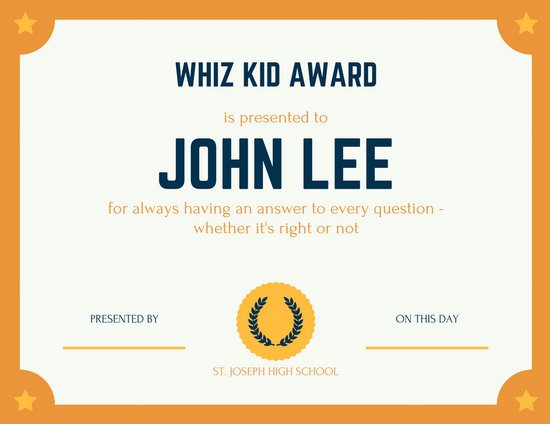 WHIZ KID AWARD
is presented to
JOHN LEE
for always having an answer to every question -
whether it's right or not
PRESENTED BY
ON THIS DAY
ST. JOSEPH HIGH SCHOOL